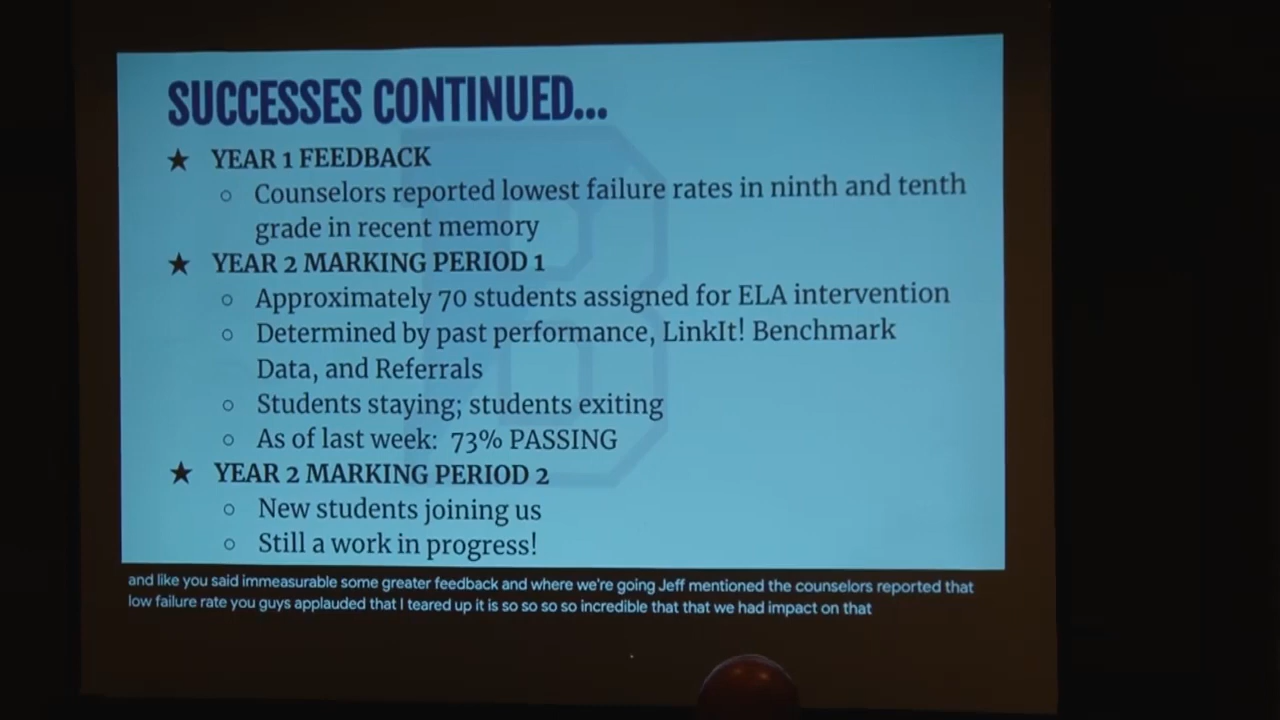 SUCCESSES CONTINUED...
★ YEAR 1 FEEDBACK
○ Counselors reported lowest failure rates in ninth and tenth
grade in recent memory
★ YEAR 2 MARKING PERIOD 1
○ Approximately 70 students assigned for ELA intervention
○ Determined by past performance, LinkIt! Benchmark
Data, and Referrals
○ Students staying; students exiting
○ As of last week: 73% PASSING
★ YEAR 2 MARKING PERIOD 2
○ New students joining us
○ Still a work in progress!
and like you said immeasurable some greater feedback and where we're going Jeff mentioned the counselors reported that
low failure rate you guys applauded that I teared up it is so so so so incredible that that we had impact on that